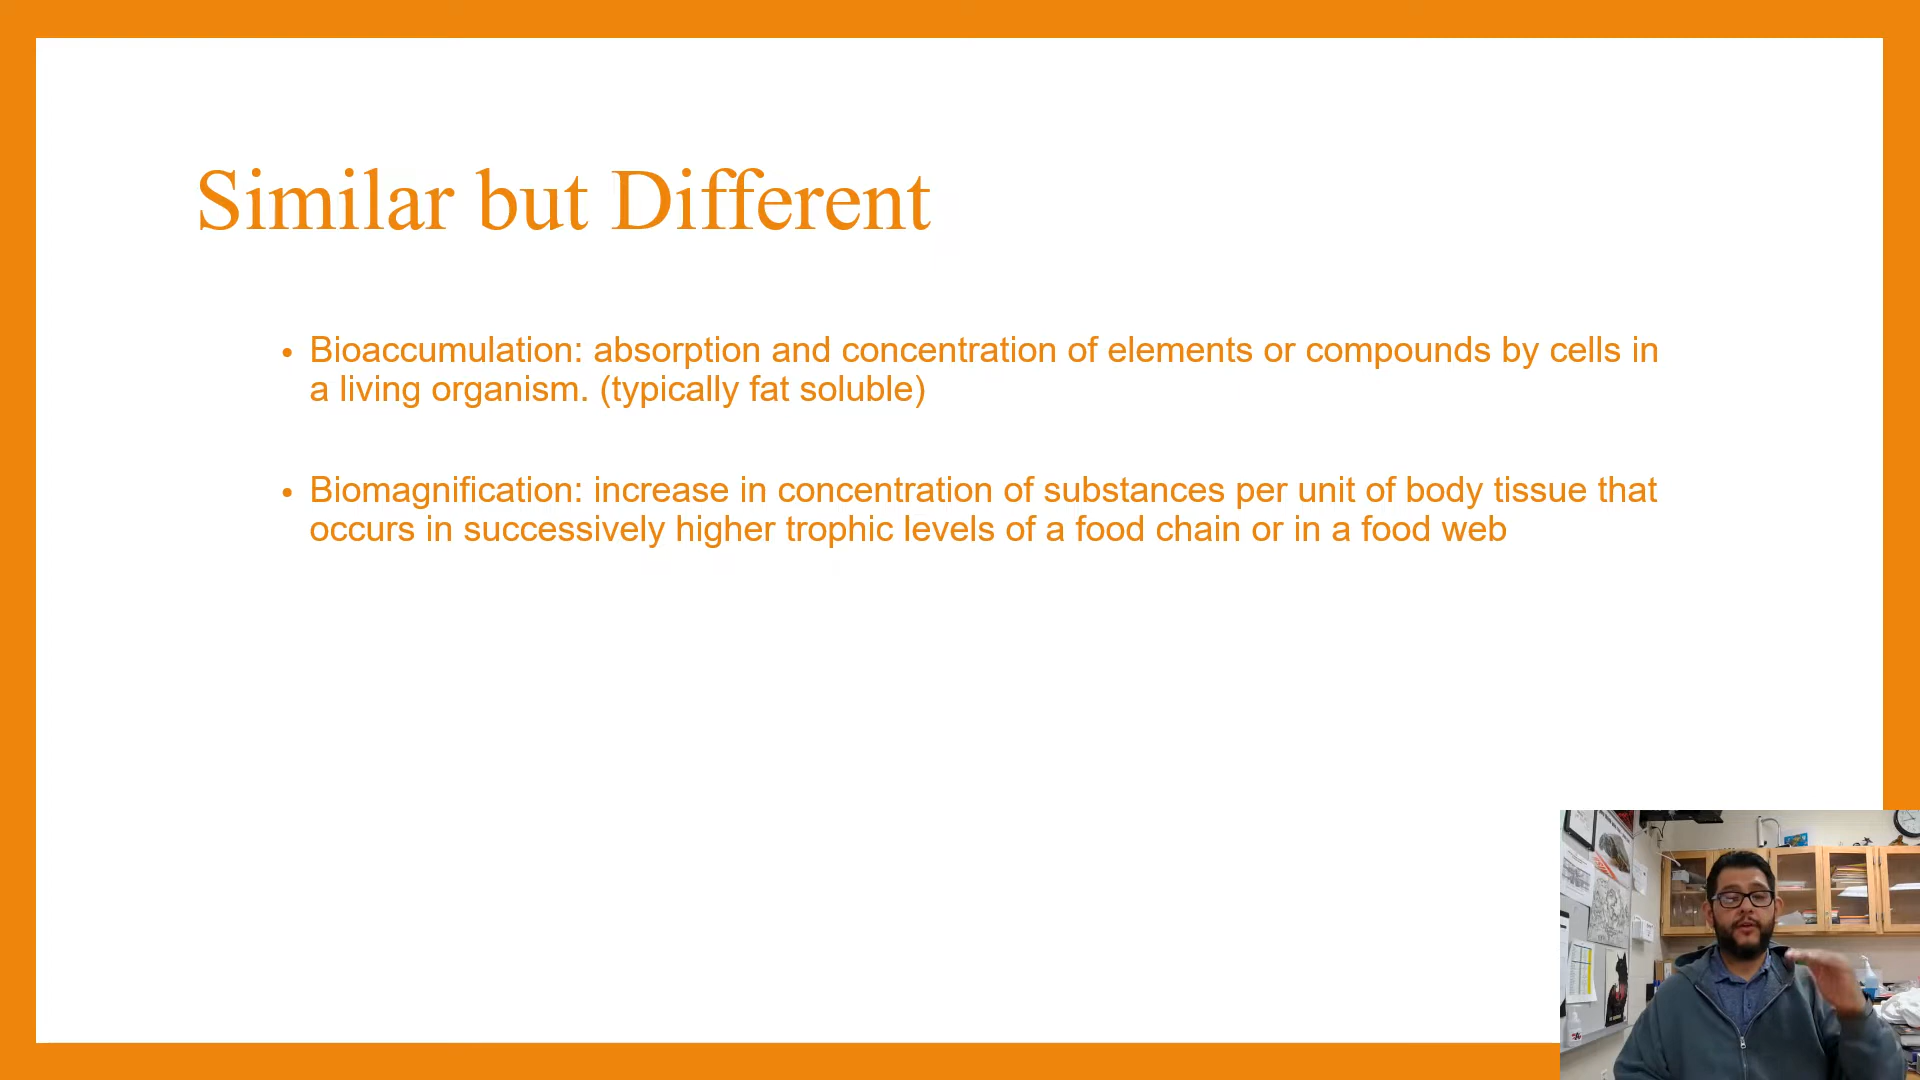 Similar but Different
• Bioaccumulation: absorption and concentration of elements or compounds by cells in
a living organism. (typically fat soluble)
• Biomagnification: increase in concentration of substances per unit of body tissue that
occurs in successively higher trophic levels of a food chain or in a food web